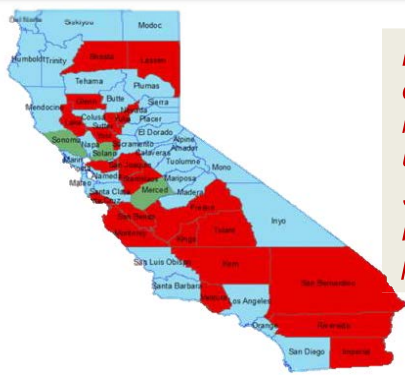 Del Norte
Siskiyou
Modoc
Humboldt
Trinity
Shasta
Lassen
Tehama
Plumas
Mendocino
Glenn
Butte
Sierra
Nevada
Lake
Colusa
Yuba
Placer
Sutter
El Dorado
Sonoma
Napa
Yolo
Sacramento
Alpine
Amador
Solano
Calaveras
Marin
Tuolumne
Mono
San Joaquin
Alameda
Stanislaus
Mariposa
Mateo
Santa Clara
Merced
Madera
Cruz
San Benito
Fresno
Inyo
Monterey
Kings
Tulare
San Luis Obispo
Kern
San Bernardino
Santa Barbara
Ventura
Los Angeles
Orange
Riverside
San Diego
Imperial